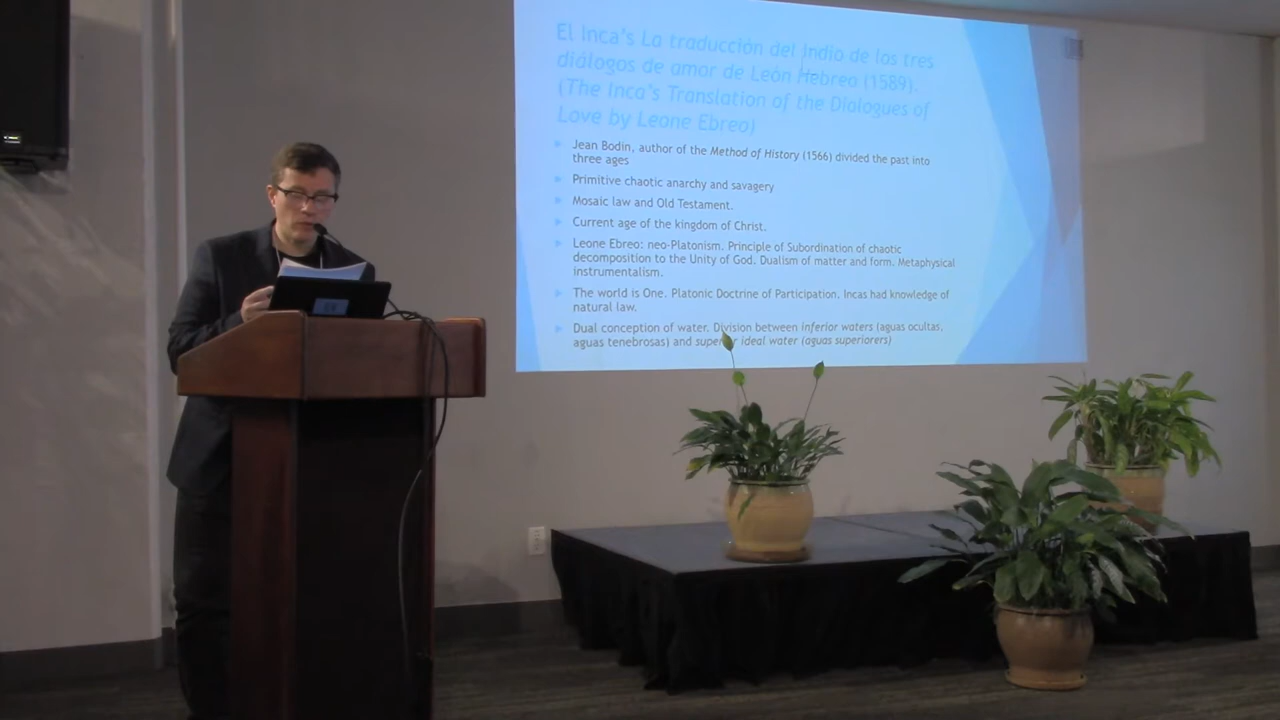 El Inca's La traducción del Indio de los tres
diálogos de amor de León Hebreo (1589).
(The Inca's Translation of the Dialogues of
Love by Leone Ebreo)
Jean Bodin, author of the Method of History (1566) divided the past into
three ages
Primitive chaotic anarchy and savagery
Mosaic law and Old Testament.
Current age of the kingdom of Christ.
Leone Ebreo: neo-Platonism. Principle of Subordination of chaotic
decomposition to the Unity of God. Dualism of matter and form. Metaphysical
instrumentalism.
The world is One. Platonic Doctrine of Participation. Incas had knowledge of
natural law.
Dual conception of water. Division between inferior waters (aguas ocultas,
aguas tenebrosas) and superior ideal water (aguas superiorers)